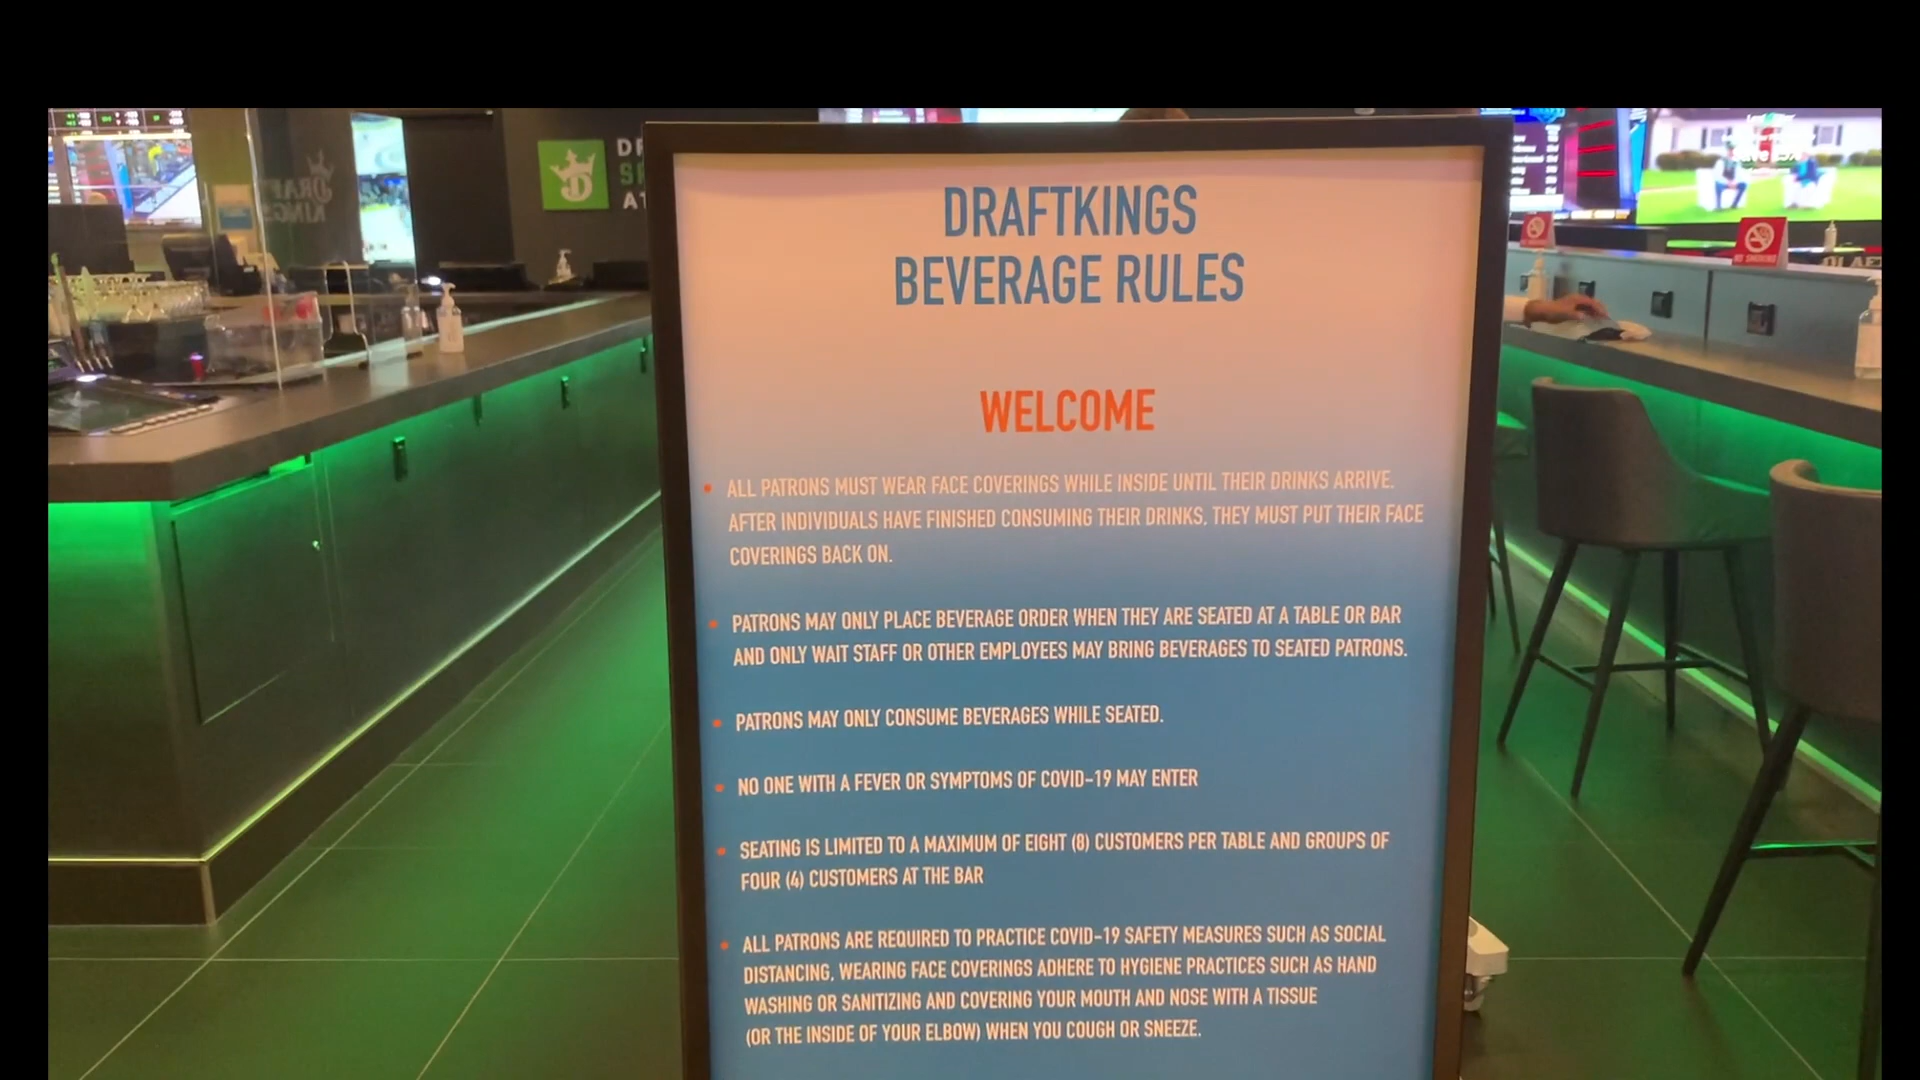 DRAFTKINGS
BEVERAGE RULES
WELCOME
• ALL PATRONS MUST WEAR FACE COVERINGS WHILE INSIDE UNTIL THEIR DRINKS ARRIVE.
AFTER INDIVIDUALS HAVE FINISHED CONSUMING THEIR DRINKS, THEY MUST PUT THEIR FACE
COVERINGS BACK ON.
• PATRONS MAY ONLY PLACE BEVERAGE ORDER WHEN THEY ARE SEATED AT A TABLE OR BAR
AND ONLY WAIT STAFF OR OTHER EMPLOYEES MAY BRING BEVERAGES TO SEATED PATRONS.
• PATRONS MAY ONLY CONSUME BEVERAGES WHILE SEATED.
• NO ONE WITH A FEVER OR SYMPTOMS OF COVID-19 MAY ENTER
• SEATING IS LIMITED TO A MAXIMUM OF EIGHT (8) CUSTOMERS PER TABLE AND GROUPS OF
FOUR (4) CUSTOMERS AT THE BAR
• ALL PATRONS ARE REQUIRED TO PRACTICE COVID-19 SAFETY MEASURES SUCH AS SOCIAL
DISTANCING, WEARING FACE COVERINGS ADHERE TO HYGIENE PRACTICES SUCH AS HAND
WASHING OR SANITIZING AND COVERING YOUR MOUTH AND NOSE WITH A TISSUE
(OR THE INSIDE OF YOUR ELBOW) WHEN YOU COUGH OR SNEEZE.
NO SMOKING